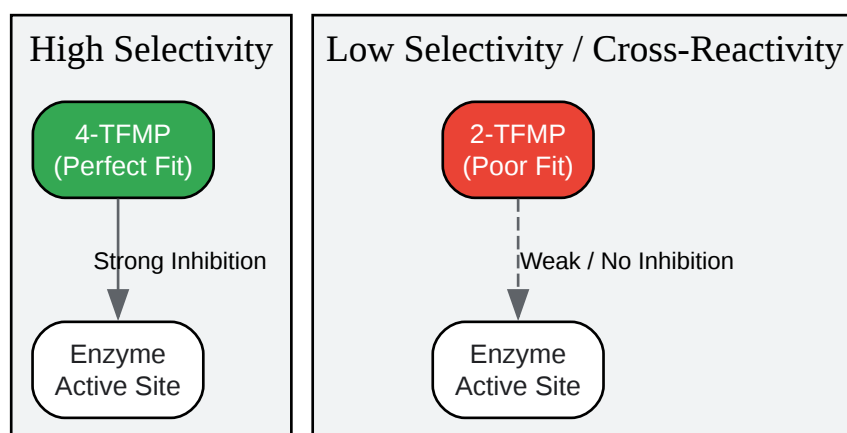 High Selectivity
4-TFMP
(Perfect Fit)
Strong Inhibition
Enzyme
Active Site
Low Selectivity / Cross-Reactivity
2-TFMP
(Poor Fit)
Weak / No Inhibition
Enzyme
Active Site